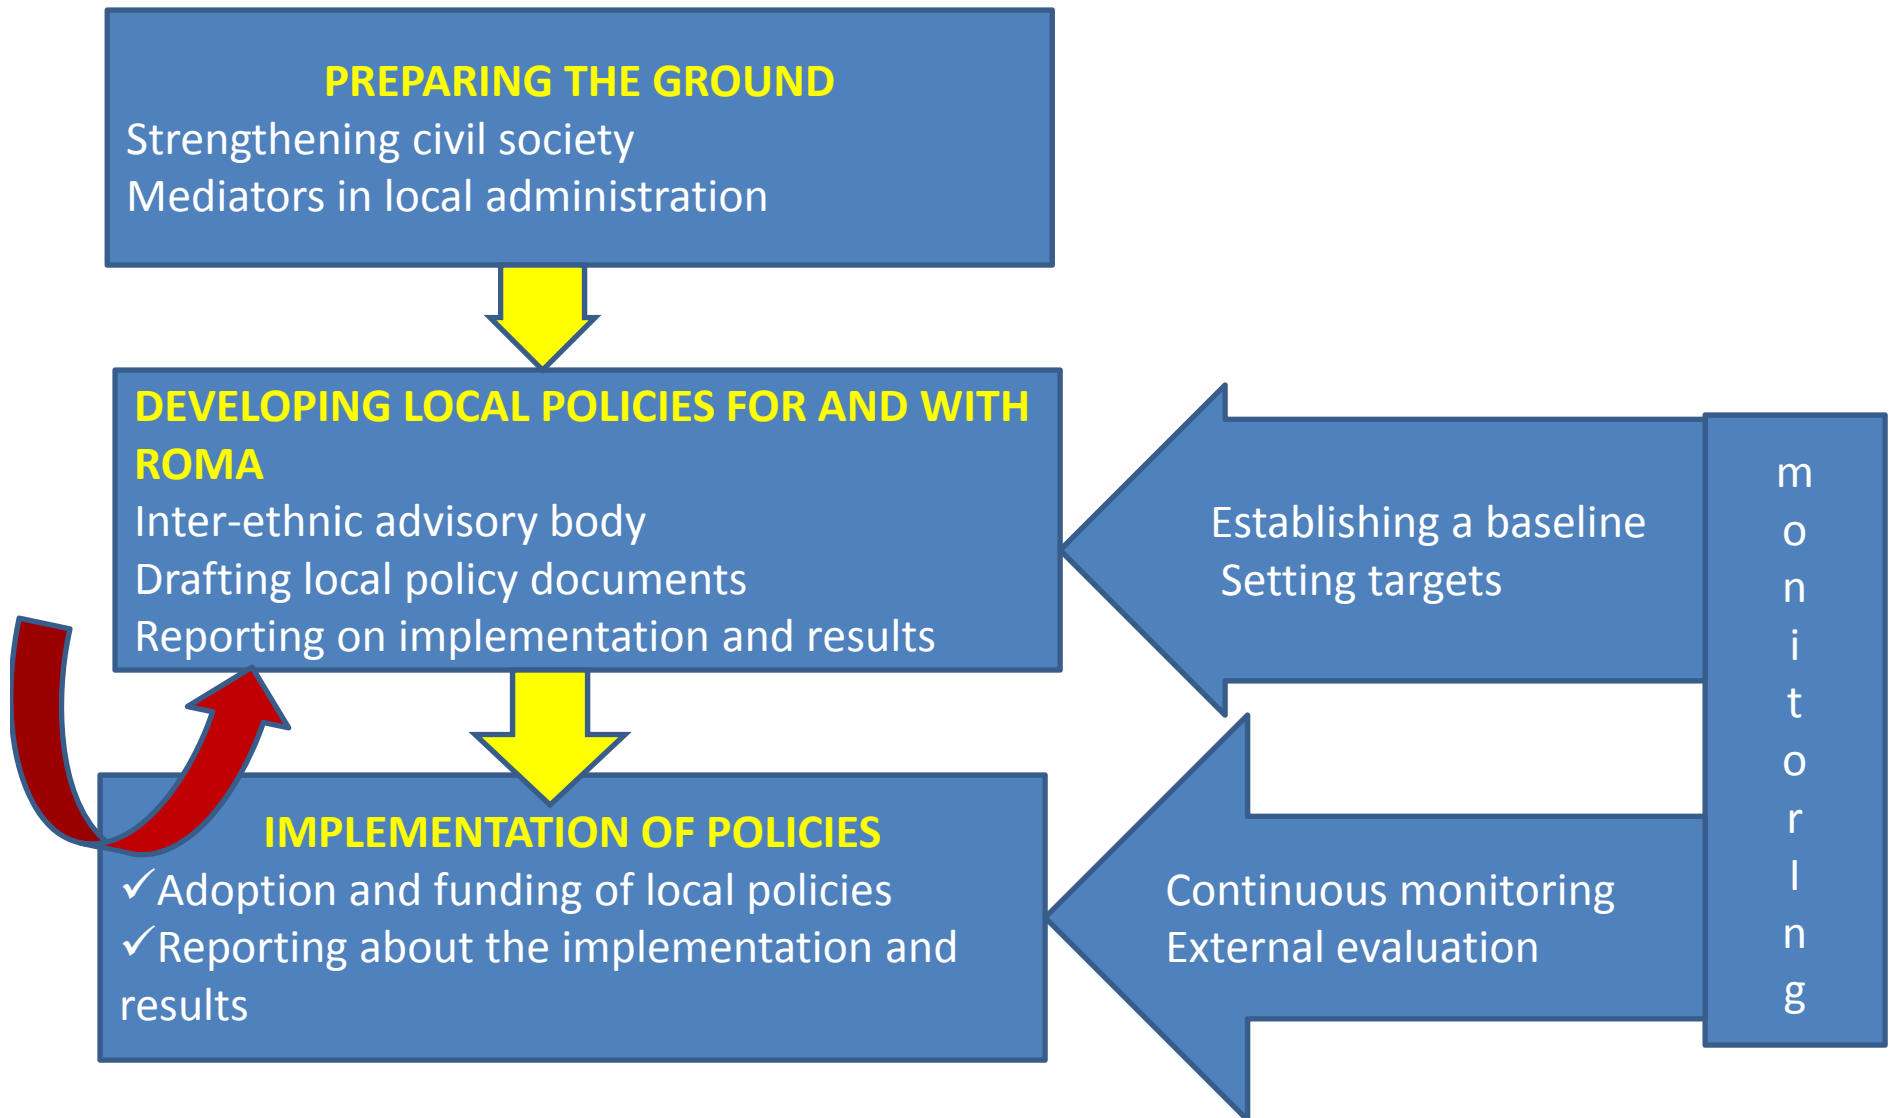 PREPARING THE GROUND
Strengthening civil society
Mediators in local administration
DEVELOPING LOCAL POLICIES FOR AND WITH
ROMA
Inter-ethnic advisory body
Drafting local policy documents
Reporting on implementation and results
Establishing a baseline
Setting targets
IMPLEMENTATION OF POLICIES
✓Adoption and funding of local policies
✓Reporting about the implementation and
results
Continuous monitoring
External evaluation
m
o
n
i
t
o
r
I
n
g